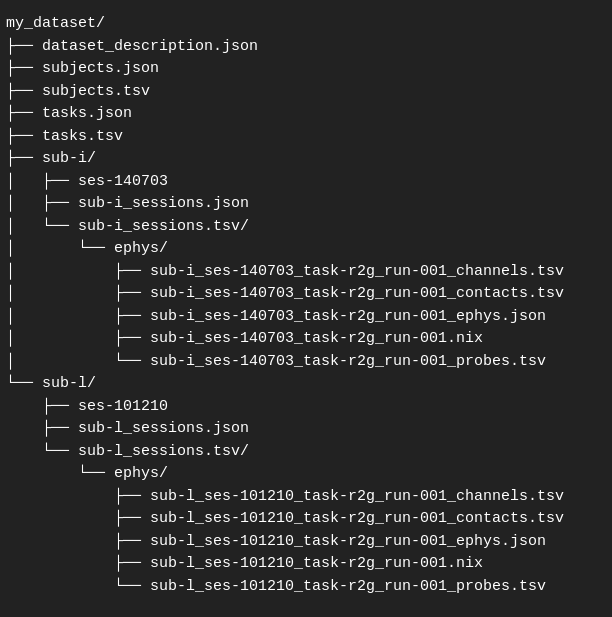 my_dataset/
├── dataset_description.json
├── subjects.json
├── subjects.tsv
├── tasks.json
├── tasks.tsv
├── sub-i/
│   ├── ses-140703
│   ├── sub-i_sessions.json
│   └── sub-i_sessions.tsv/
│       └── ephys/
│           ├── sub-i_ses-140703_task-r2g_run-001_channels.tsv
│           ├── sub-i_ses-140703_task-r2g_run-001_contacts.tsv
│           ├── sub-i_ses-140703_task-r2g_run-001_ephys.json
│           ├── sub-i_ses-140703_task-r2g_run-001.nix
│           └── sub-i_ses-140703_task-r2g_run-001_probes.tsv
└── sub-l/
    ├── ses-101210
    ├── sub-l_sessions.json
    └── sub-l_sessions.tsv/
        └── ephys/
            ├── sub-l_ses-101210_task-r2g_run-001_channels.tsv
            ├── sub-l_ses-101210_task-r2g_run-001_contacts.tsv
            ├── sub-l_ses-101210_task-r2g_run-001_ephys.json
            ├── sub-l_ses-101210_task-r2g_run-001.nix
            └── sub-l_ses-101210_task-r2g_run-001_probes.tsv